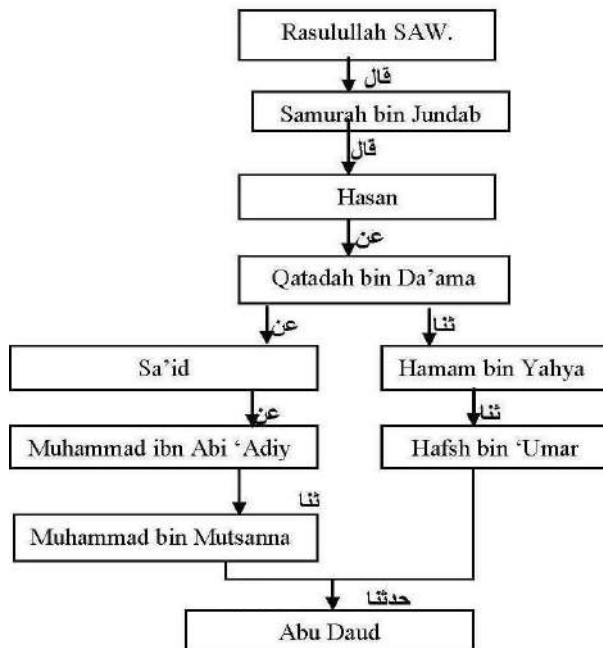 Rasulullah SAW.
قال
Samurah bin Jundab
قال
Hasan
عن
Qatadah bin Da’ama
عن
ثنا
Sa’id
Hamam bin Yahya
عن
ثنا
Muhammad ibn Abi ‘Adiy
Hafsh bin ‘Umar
ثنا
Muhammad bin Mutsanna
حدثنا
Abu Daud